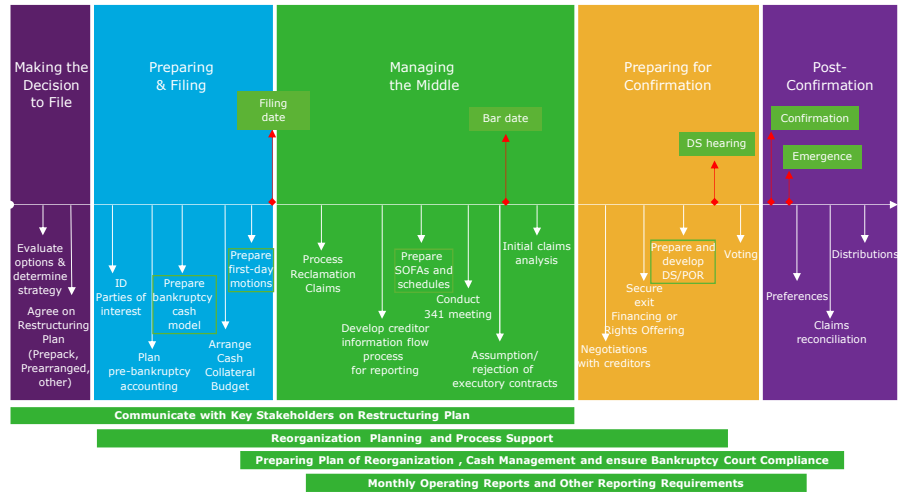 Making the
Decision
to File
Preparing
& Filing
Managing
the Middle
Preparing for
Confirmation
Post-
Confirmation
Filing
date
Bar date
DS hearing
Confirmation
Emergence
Evaluate
options &
determine
strategy
Agree on
Restructuring
Plan
(Prepack,
Prearranged,
other)
ID
Parties of
interest
Plan
pre-bankruptcy
accounting
Prepare
bankruptcy
cash
model
Arrange
Cash
Collateral
Budget
Prepare
first-day
motions
Process
Reclamation
Claims
Develop creditor
information flow
process
for reporting
Prepare
SOFAs and
schedules
Conduct
341 meeting
Assumption/
rejection of
executory contracts
Initial claims
analysis
Negotiations
with creditors
Secure
exit
Financing or
Rights Offering
Prepare and
develop
DS/POR
Voting
Preferences
Claims
reconciliation
Distributions
Communicate with Key Stakeholders on Restructuring Plan
Reorganization Planning and Process Support
Preparing Plan of Reorganization , Cash Management and ensure Bankruptcy Court Compliance
Monthly Operating Reports and Other Reporting Requirements